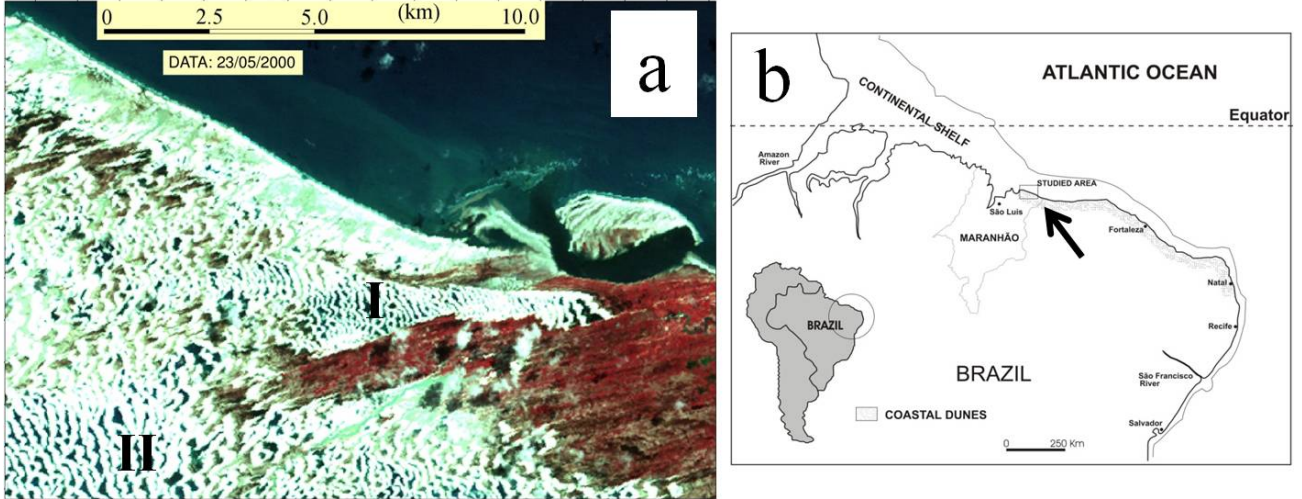 0 2.5 5.0 (km) 10.0
DATA: 23/05/2000
a
I
II
b
ATLANTIC OCEAN
CONTINENTAL SHELF
Equator
Amazon
River
STUDIED AREA
São Luis
MARANHÃO
Fortaleza
Natal
BRAZIL
Recife
BRAZIL
São Francisco
River
COASTAL DUNES
Salvador
0 250 Km